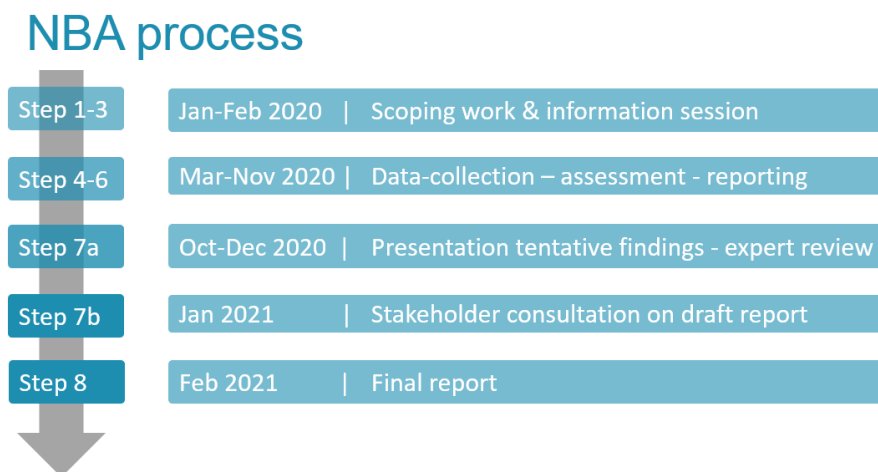 NBA process
Step 1-3 Jan-Feb 2020 | Scoping work & information session
Step 4-6 Mar-Nov 2020 | Data-collection – assessment - reporting
Step 7a Oct-Dec 2020 | Presentation tentative findings - expert review
Step 7b Jan 2021 | Stakeholder consultation on draft report
Step 8 Feb 2021 | Final report